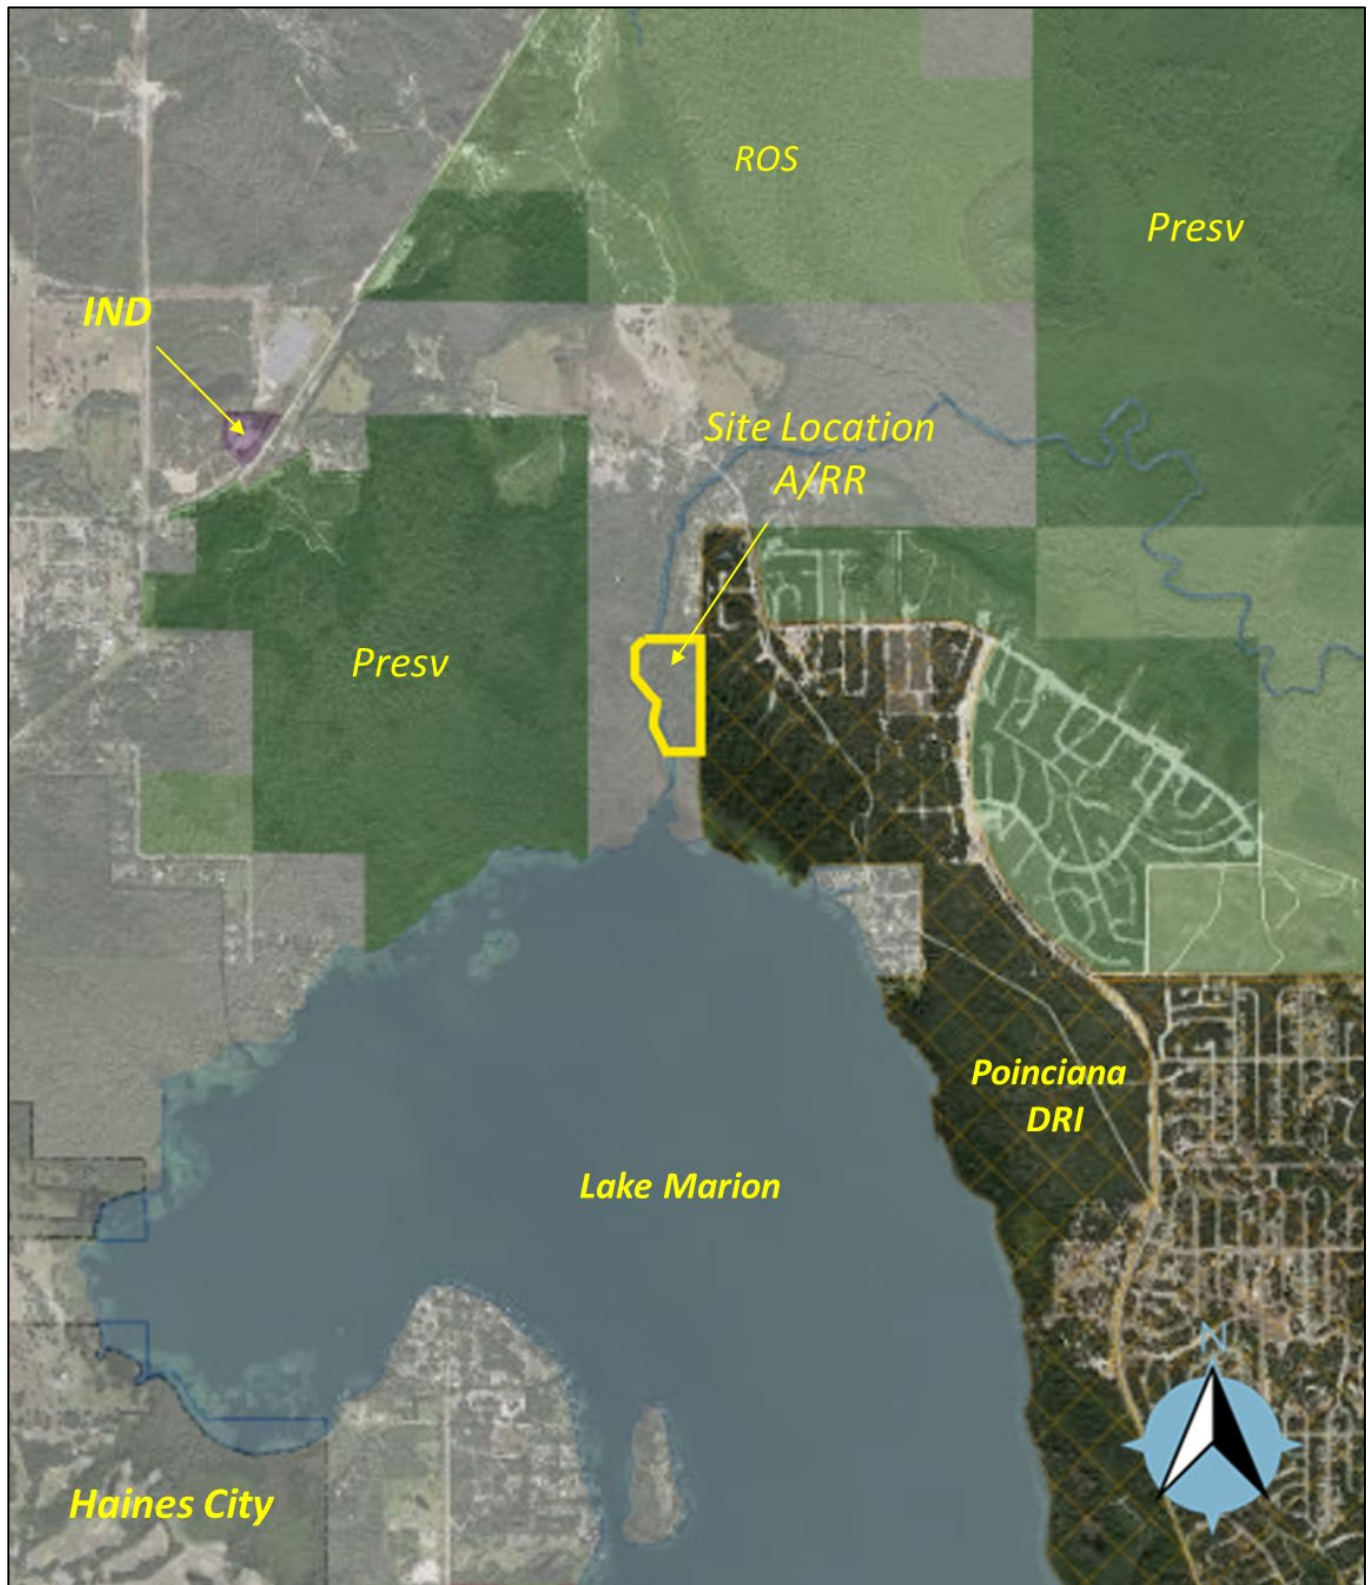 ROS
Presv
IND
Site Location
A/RR
Presv
Poinciana
DRI
Lake Marion
N
Haines City